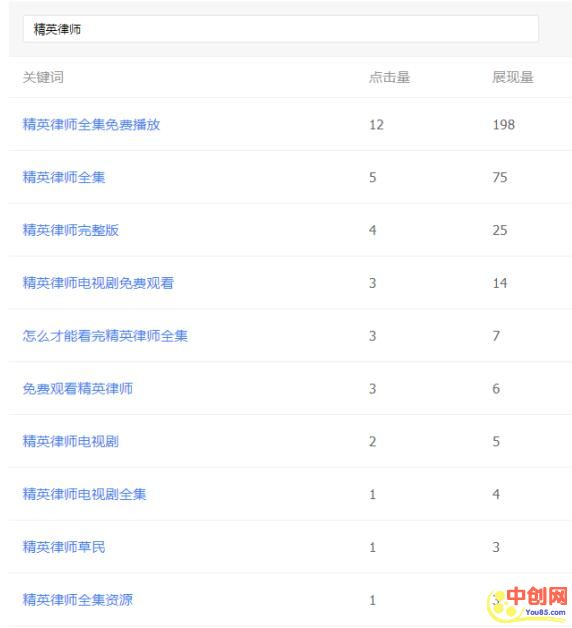 精英律师
关键词 点击量 展现量
精英律师全集免费播放 12 198
精英律师全集 5 75
精英律师完整版 4 25
精英律师电视剧免费观看 3 14
怎么才能看完精英律师全集 3 7
免费观看精英律师 3 6
精英律师电视剧 2 5
精英律师电视剧全集 1 4
精英律师草民 1 3
精英律师全集资源 1 3
中创网
You85.com